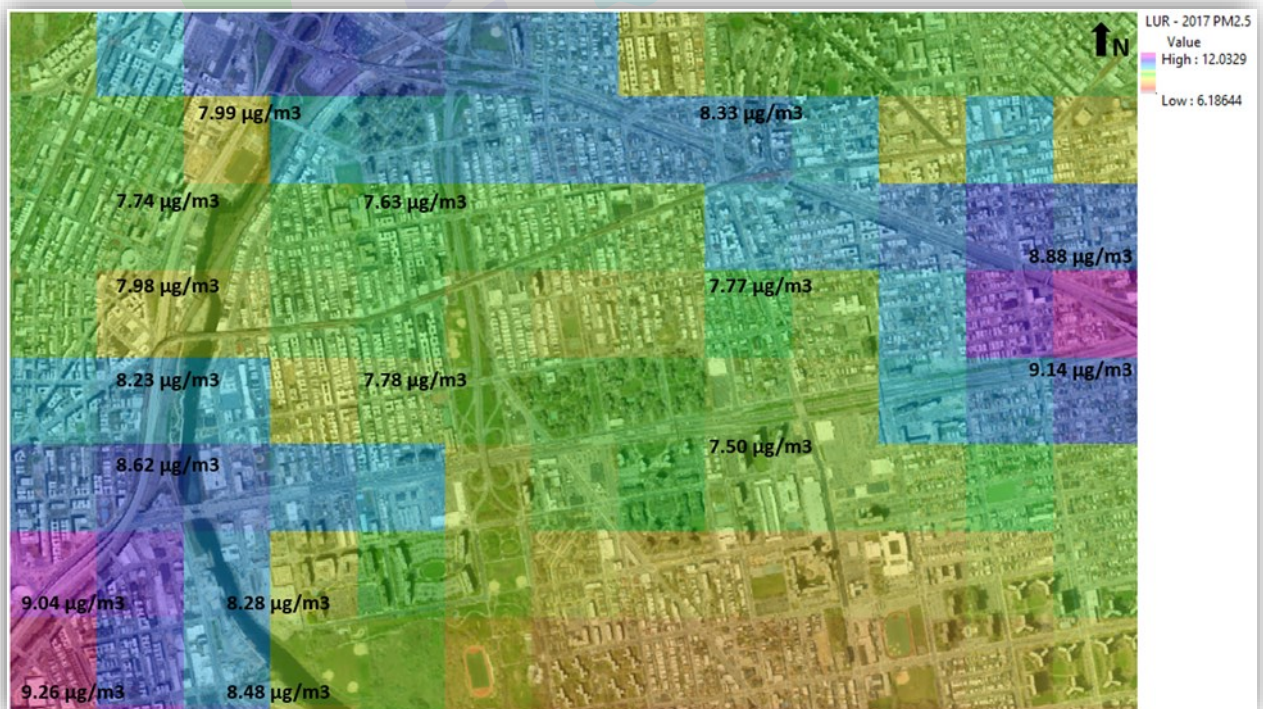 LUR - 2017 PM2.5
Value
High : 12.0329
Low : 6.18644
N
7.99 µg/m3
8.33 µg/m3
7.74 µg/m3
7.63 µg/m3
8.88 µg/m3
7.98 µg/m3
7.77 µg/m3
8.23 µg/m3
7.78 µg/m3
9.14 µg/m3
8.62 µg/m3
7.50 µg/m3
9.04 µg/m3
8.28 µg/m3
9.26 µg/m3
8.48 µg/m3